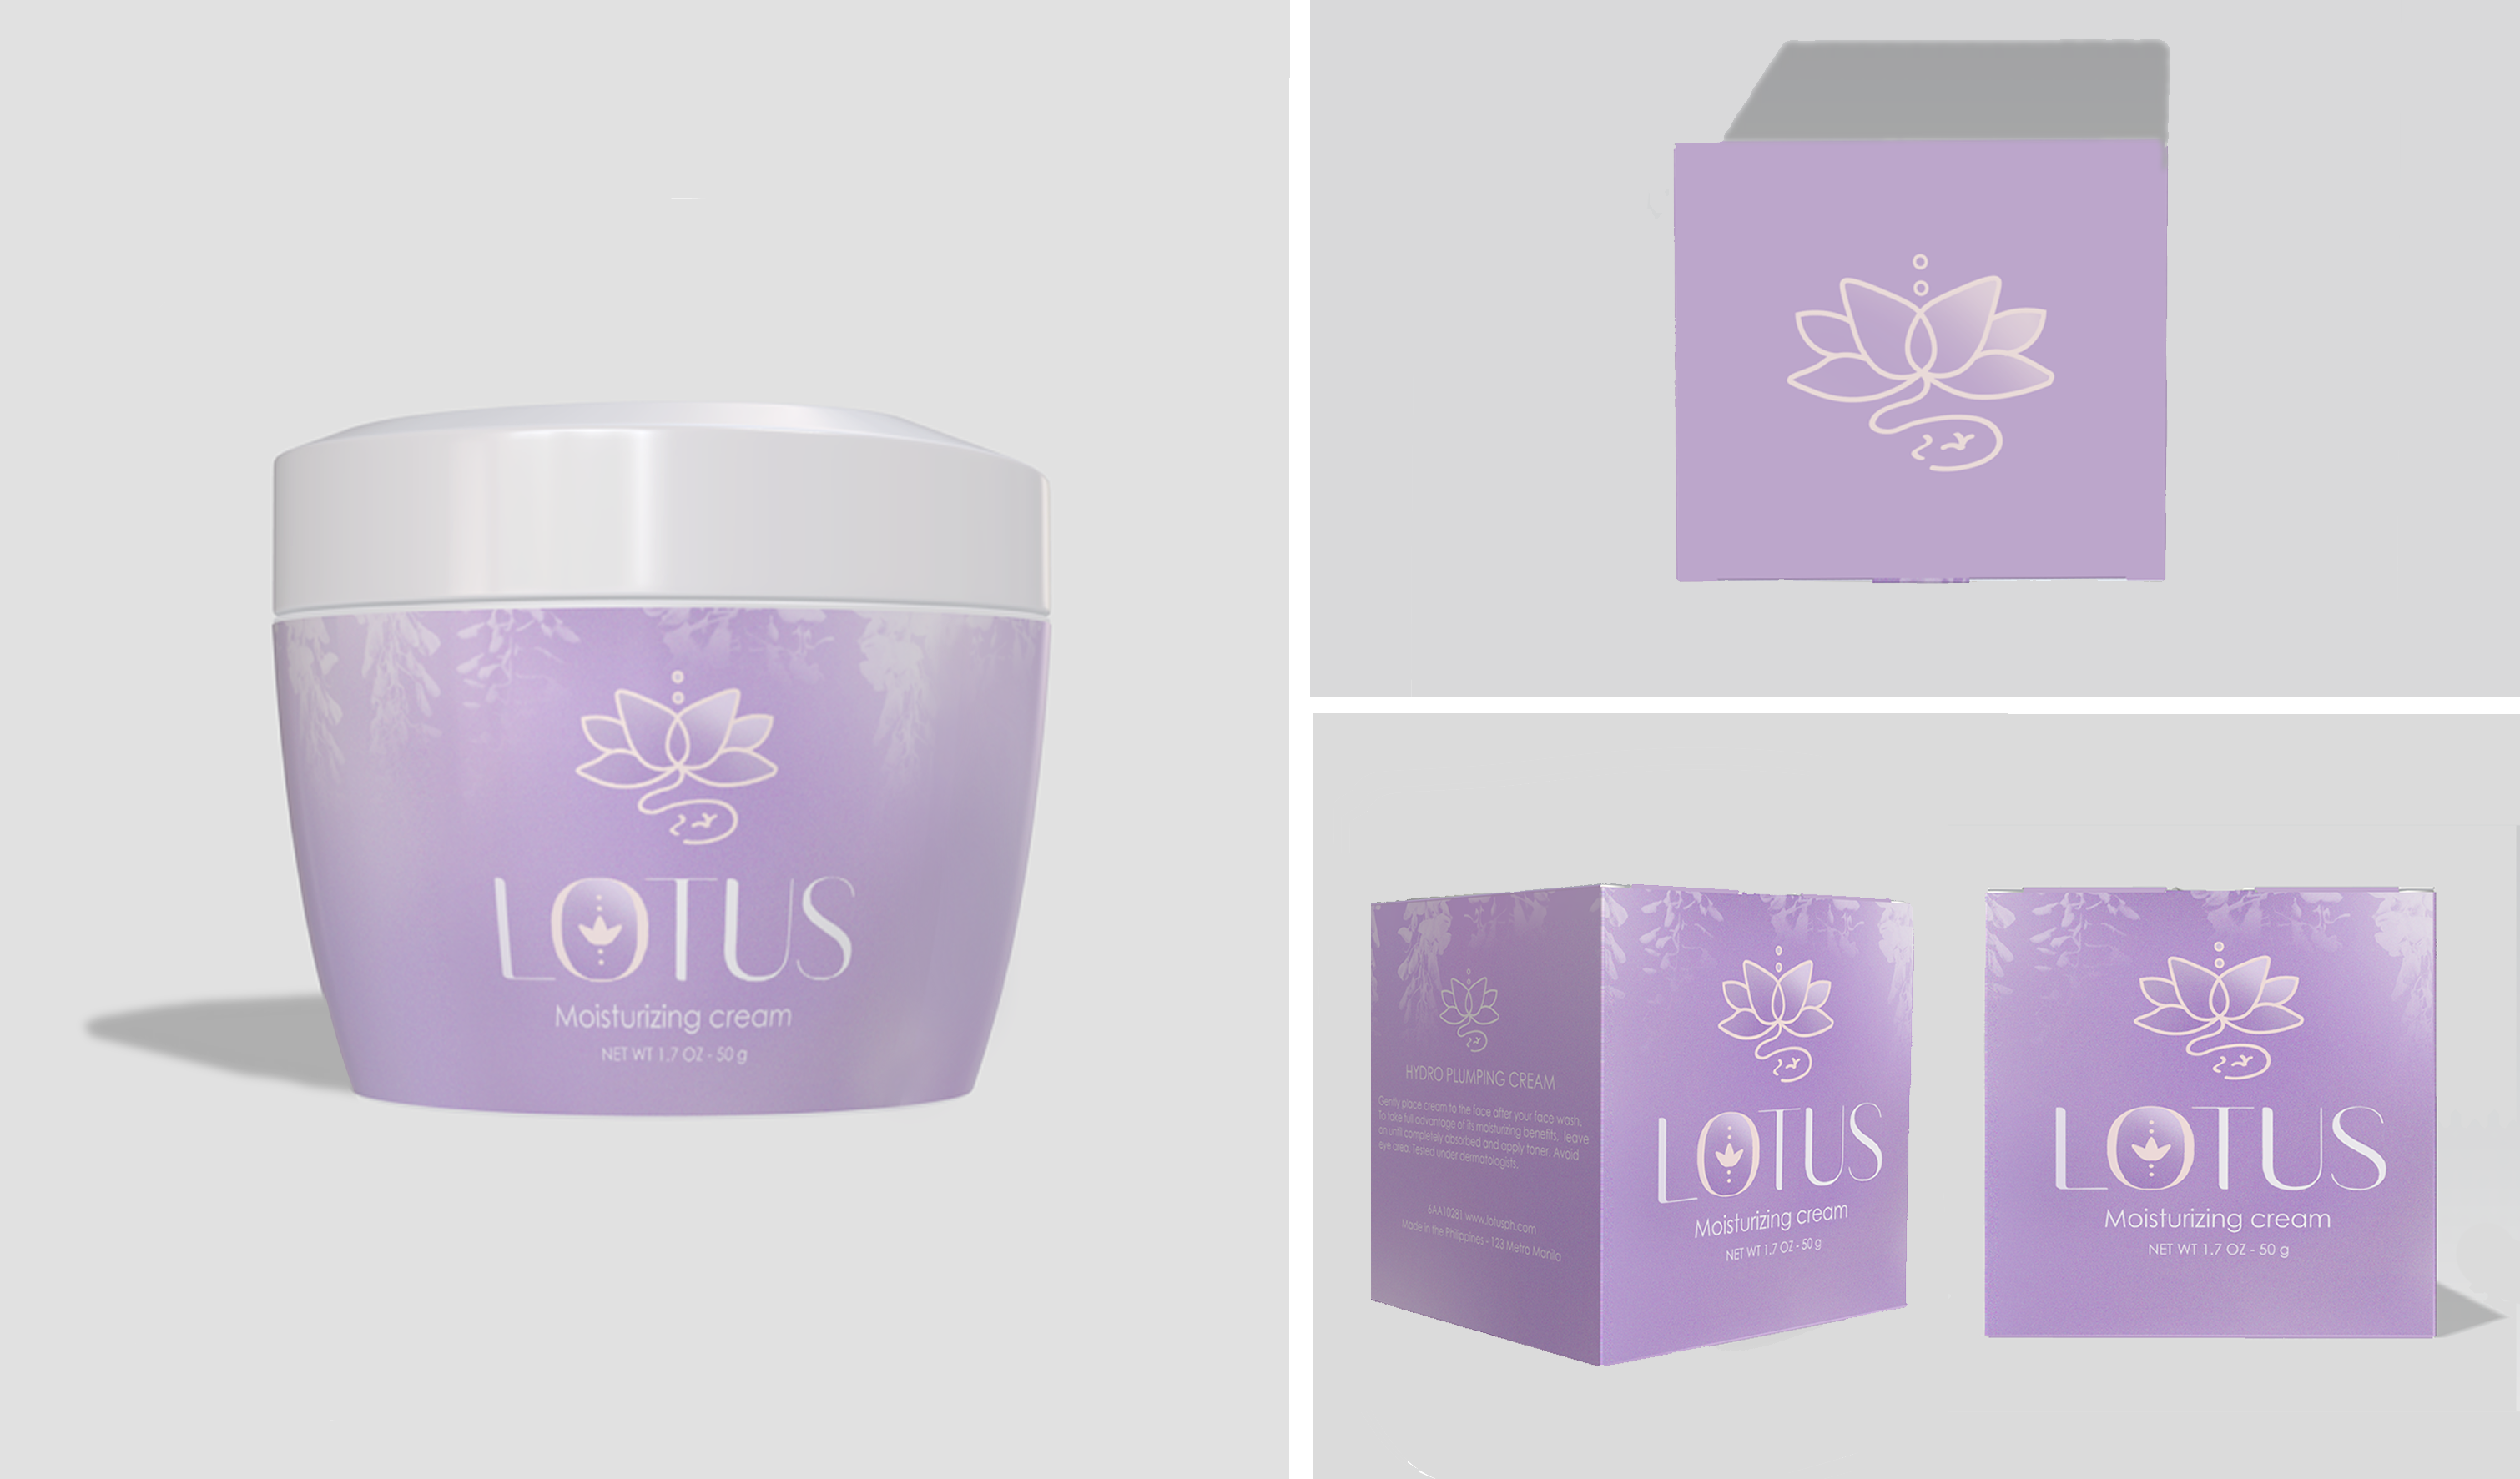 LOTUS
Moisturizing cream
NET WT 1.7 OZ - 50 g
HYDRO PLUMPING CREAM
Gently place cream to the face after your face wash.
To take full advantage of its moisturizing benefits, leave
on until completely absorbed and apply toner. Avoid
eye area. Tested under dermatologists.
6AA10281 www.lotusph.com
Made in the Philippines - 123 Metro Manila
LOTUS
Moisturizing cream
NET WT 1.7 OZ - 50 g
LOTUS
Moisturizing cream
NET WT 1.7 OZ - 50 g